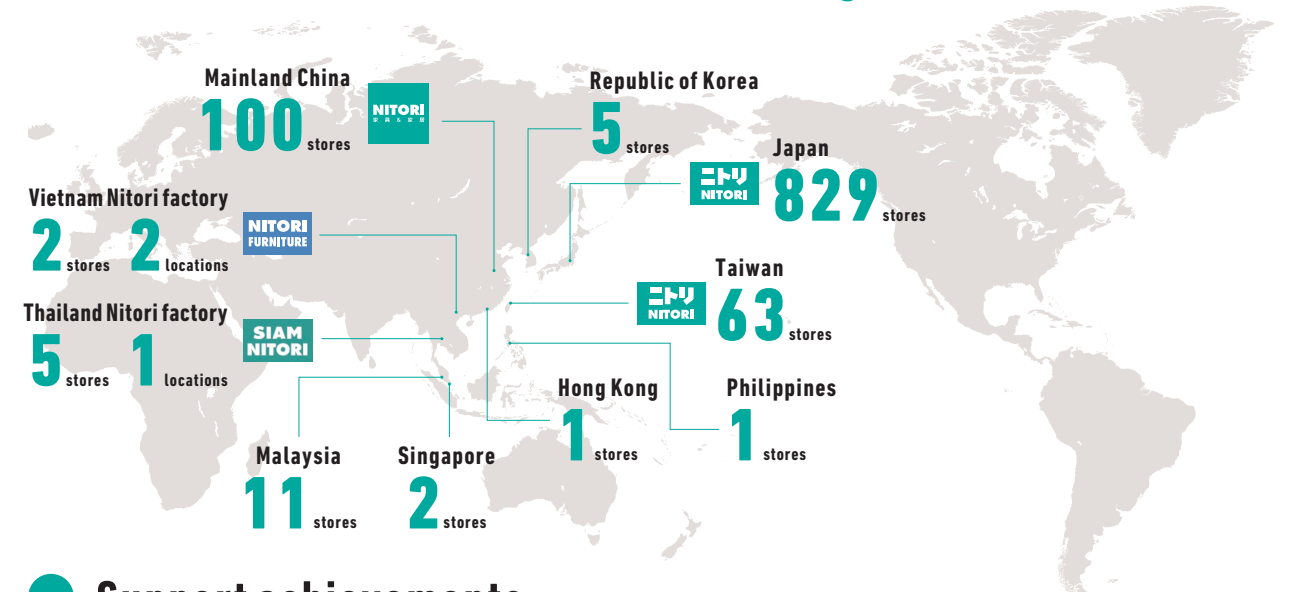 Mainland China
100 stores
NITORI
Republic of Korea
5 stores
Japan
ニトリ
NITORI
829 stores
Vietnam Nitori factory
2 stores 2 locations
NITORI
FURNITURE
Taiwan
ニトリ
NITORI
63 stores
Thailand Nitori factory
5 stores 1 locations
SIAM
NITORI
Hong Kong
1 stores
Philippines
1 stores
Malaysia
11 stores
Singapore
2 stores
Support achievements